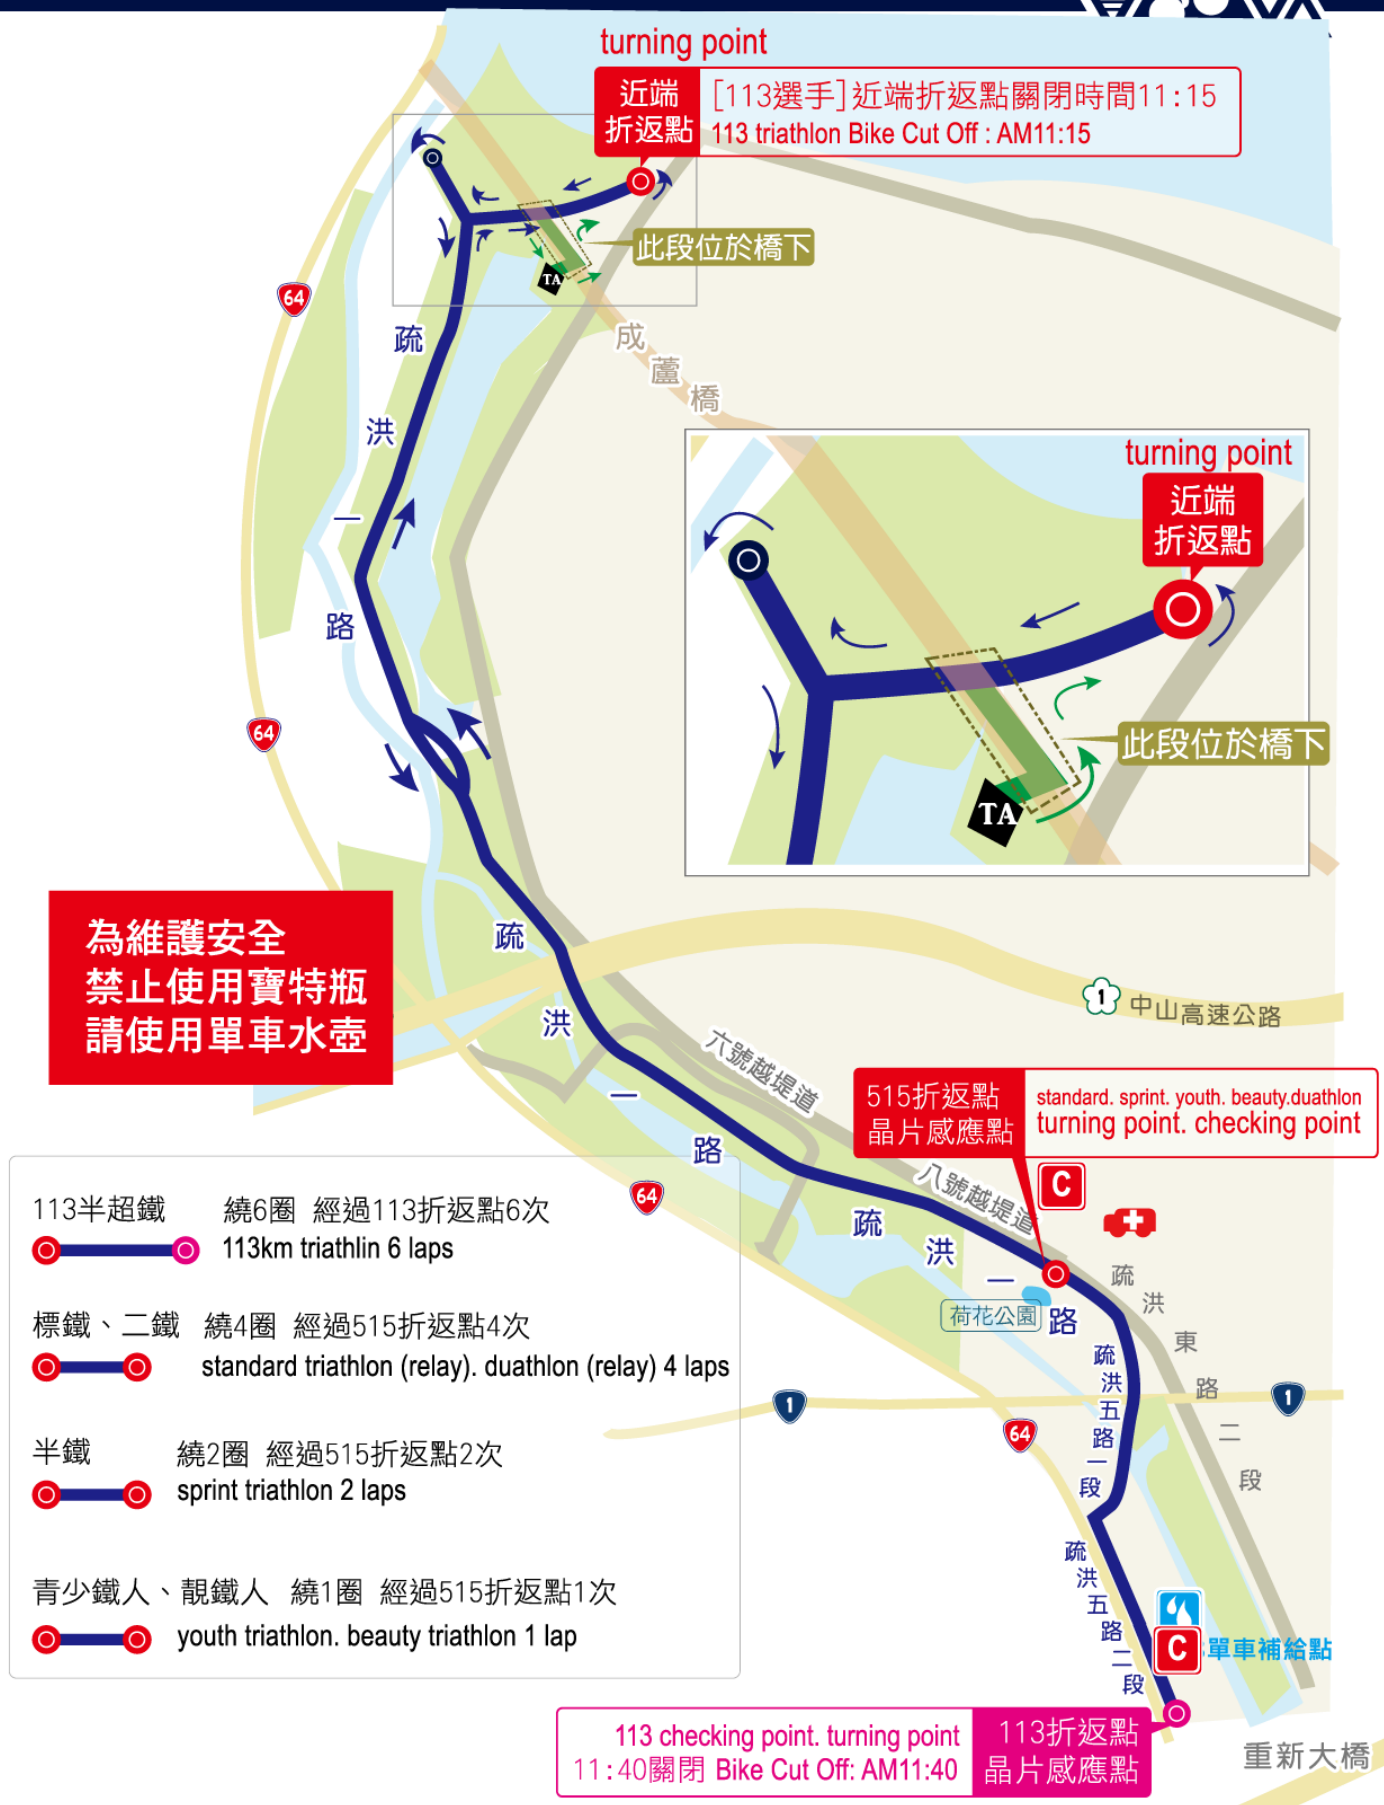 turning point
近端
折返點
[113選手]近端折返點關閉時間11:15
113 triathlon Bike Cut Off : AM11:15
此段位於橋下
TA
64
成蘆橋
疏洪一路
turning point
近端
折返點
此段位於橋下
TA
64
為維護安全
禁止使用寶特瓶
請使用單車水壺
疏洪一路
1
中山高速公路
六號越堤道
515折返點
晶片感應點
standard. sprint. youth. beauty.duathlon
turning point. checking point
C
八號越堤道
64
疏洪一路
荷花公園
疏洪東路二段
疏洪五路一段
1
1
64
疏洪五路二段
C
單車補給點
113半超鐵 繞6圈 經過113折返點6次
113km triathlin 6 laps
標鐵、二鐵 繞4圈 經過515折返點4次
standard triathlon (relay). duathlon (relay) 4 laps
半鐵 繞2圈 經過515折返點2次
sprint triathlon 2 laps
青少鐵人、靚鐵人 繞1圈 經過515折返點1次
youth triathlon. beauty triathlon 1 lap
113 checking point. turning point
11:40關閉 Bike Cut Off: AM11:40
113折返點
晶片感應點
重新大橋